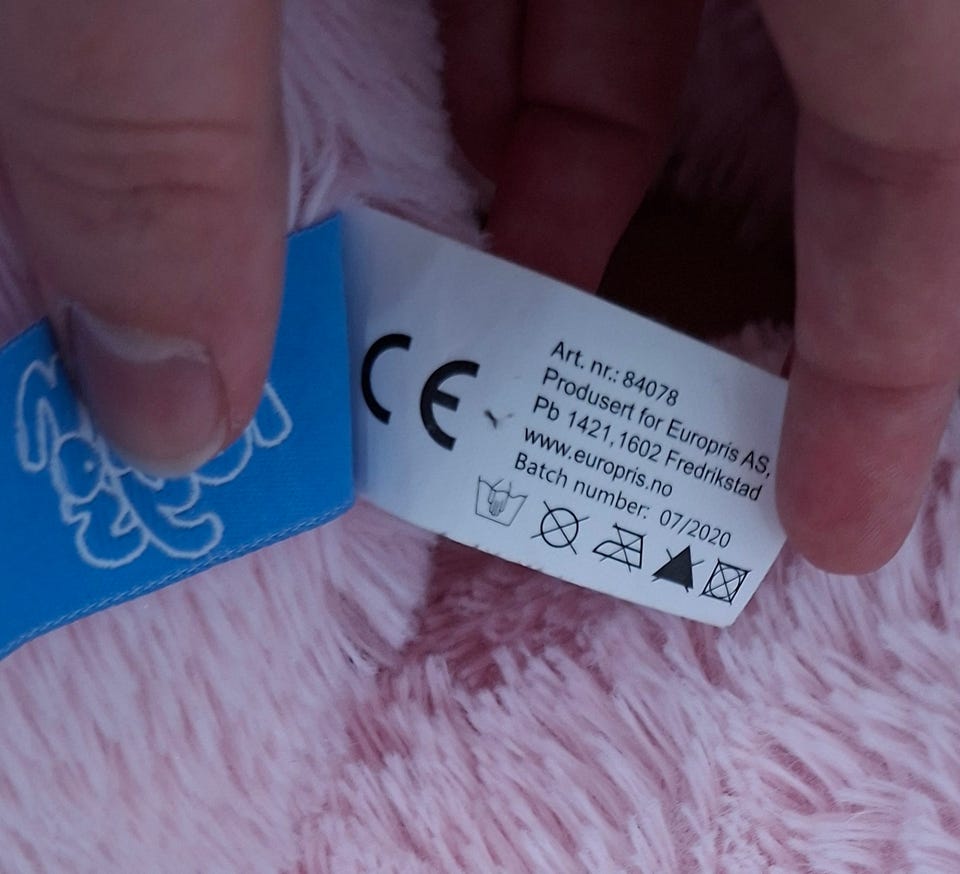 CE
Art. nr.: 84078
Produsert for Europris AS,
Pb 1421,1602 Fredrikstad
www.europris.no
Batch number: 07/2020